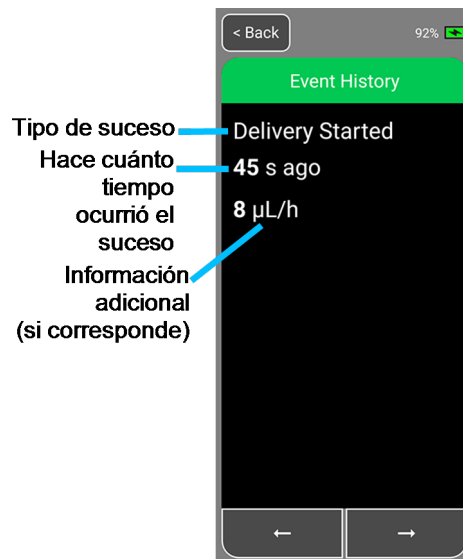 < Back
92%
Event History
Tipo de suceso
Delivery Started
Hace cuánto
tiempo
ocurrió el
suceso
45 s ago
8 µL/h
Información
adicional
(si corresponde)
← →